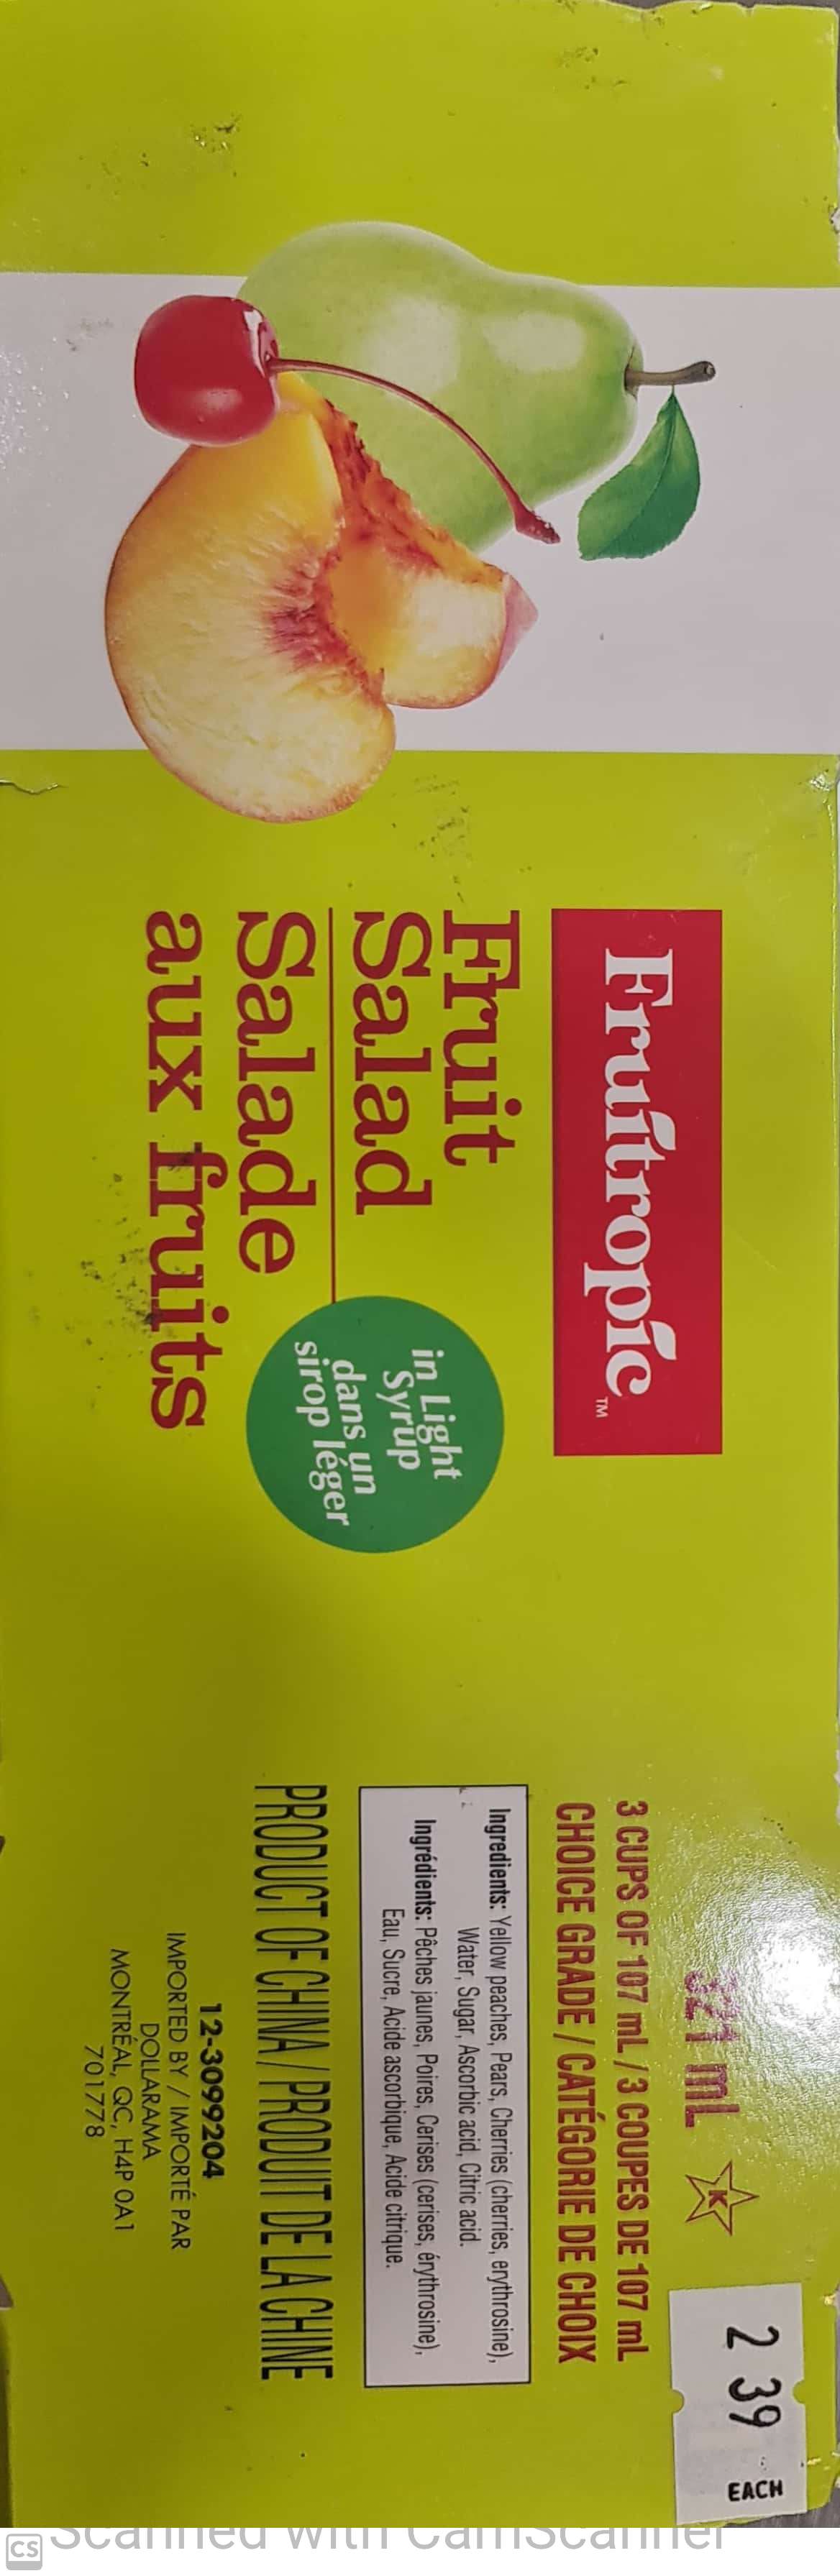 Fruitropic™
Fruit
Salad
Salade
aux fruits
in Light
Syrup
dans un
sirop léger
321 mL
K
3 CUPS OF 107 mL / 3 COUPES DE 107 mL
CHOICE GRADE / CATÉGORIE DE CHOIX
Ingredients: Yellow peaches, Pears, Cherries (cherries, erythrosine),
Water, Sugar, Ascorbic acid, Citric acid.
Ingrédients: Pêches jaunes, Poires, Cerises (cerises, érythrosine),
Eau, Sucre, Acide ascorbique, Acide citrique.
PRODUCT OF CHINA / PRODUIT DE LA CHINE
12-3099204
IMPORTED BY / IMPORTÉ PAR
DOLLARAMA
MONTRÉAL, QC, H4P 0A1
701778
2 39
EACH
CS Scanned with CamScanner